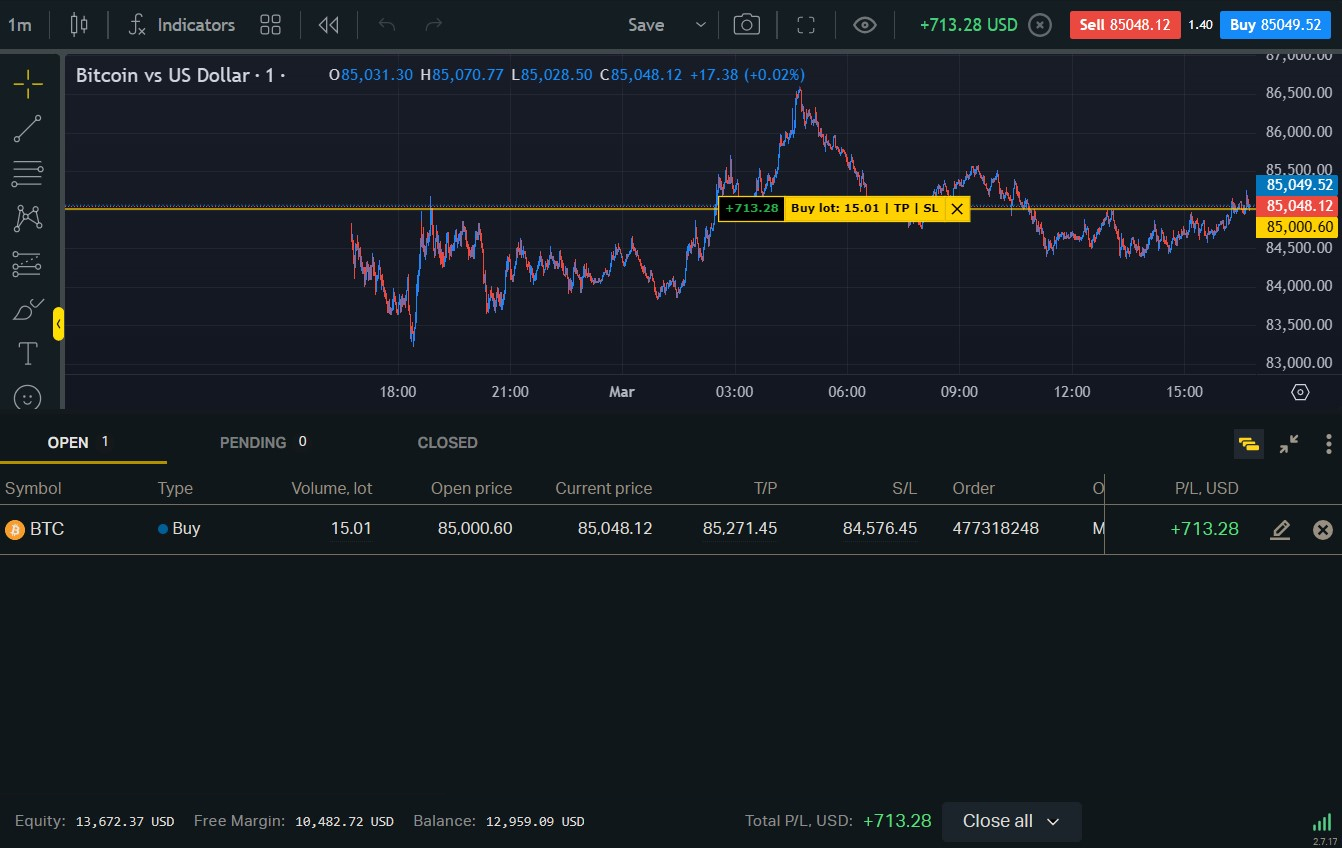 1m Indicators Save +713.28 USD Sell 85048.12 1.40 Buy 85049.52
Bitcoin vs US Dollar · 1 · O85,031.30 H85,070.77 L85,028.50 C85,048.12 +17.38 (+0.02%)
87,000.00
86,500.00
86,000.00
85,500.00
85,049.52
85,048.12
+713.28 Buy lot: 15.01 | TP | SL
85,000.60
84,500.00
84,000.00
83,500.00
83,000.00
18:00 21:00 Mar 03:00 06:00 09:00 12:00 15:00
OPEN 1 PENDING 0 CLOSED
Symbol Type Volume, lot Open price Current price T/P S/L Order O P/L, USD
BTC Buy 15.01 85,000.60 85,048.12 85,271.45 84,576.45 477318248 M +713.28
Equity: 13,672.37 USD Free Margin: 10,482.72 USD Balance: 12,959.09 USD Total P/L, USD: +713.28 Close all
2.7.17